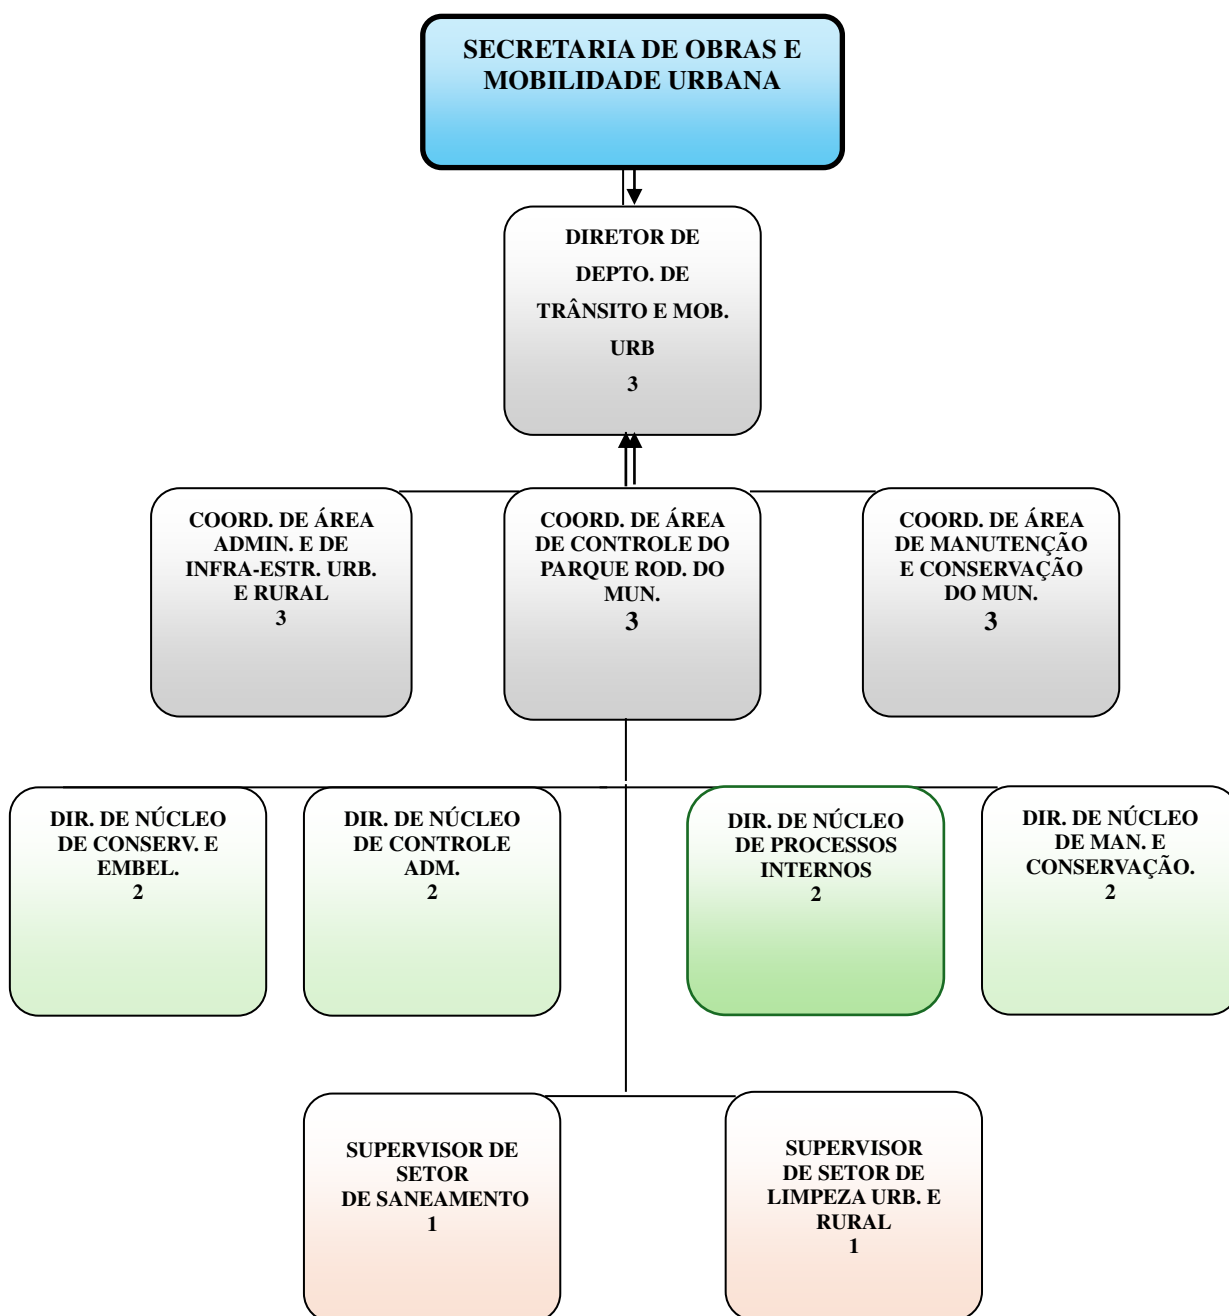 SECRETARIA DE OBRAS E
MOBILIDADE URBANA
DIRETOR DE
DEPTO. DE
TRÂNSITO E MOB.
URB
3
COORD. DE ÁREA
ADMIN. E DE
INFRA-ESTR. URB.
E RURAL
3
COORD. DE ÁREA
DE CONTROLE DO
PARQUE ROD. DO
MUN.
3
COORD. DE ÁREA
DE MANUTENÇÃO
E CONSERVAÇÃO
DO MUN.
3
DIR. DE NÚCLEO
DE CONSERV. E
EMBEL.
2
DIR. DE NÚCLEO
DE CONTROLE
ADM.
2
DIR. DE NÚCLEO
DE PROCESSOS
INTERNOS
2
DIR. DE NÚCLEO
DE MAN. E
CONSERVAÇÃO.
2
SUPERVISOR DE
SETOR
DE SANEAMENTO
1
SUPERVISOR
DE SETOR DE
LIMPEZA URB. E
RURAL
1